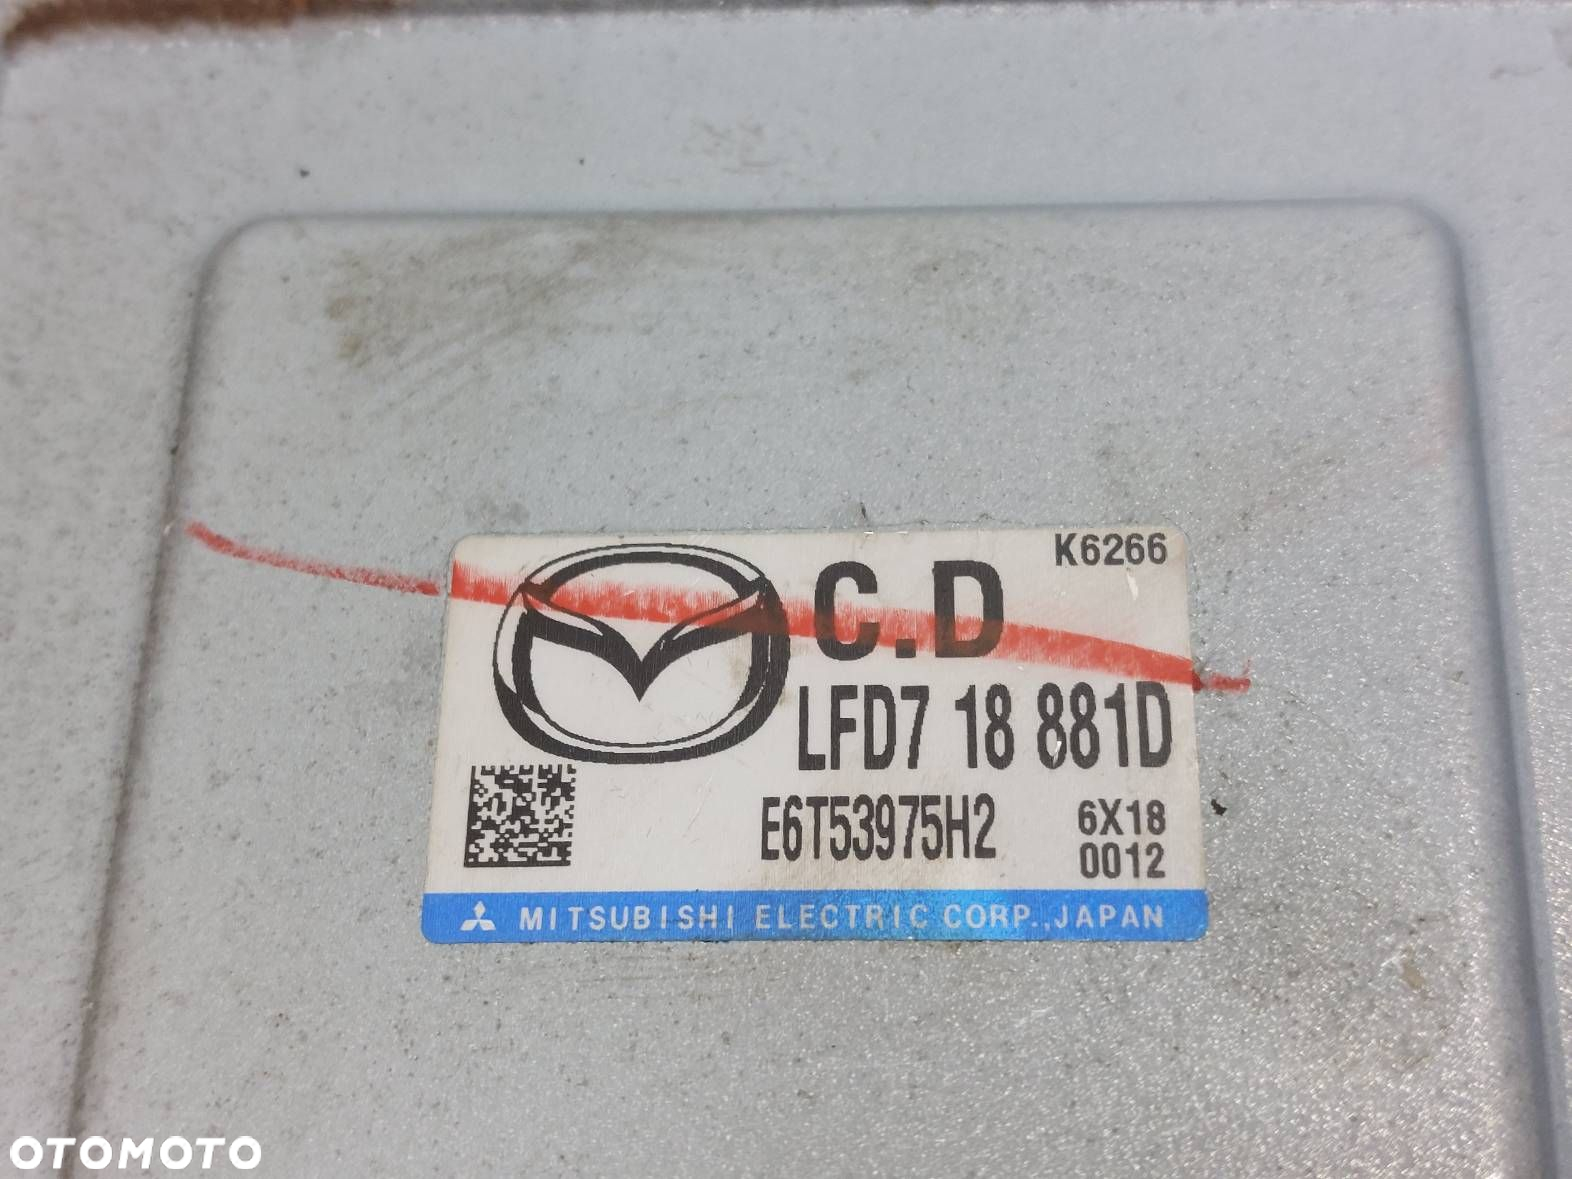 K6266
C.D
LFD7 18 881D
E6T53975H2
6X18
0012
MITSUBISHI ELECTRIC CORP.,JAPAN
OTOMOTO